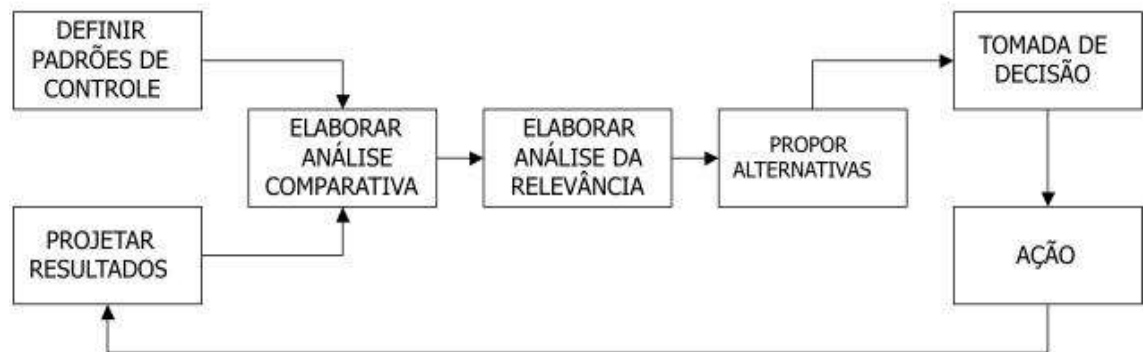 DEFINIR
PADRÕES DE
CONTROLE
TOMADA DE
DECISÃO
ELABORAR
ANÁLISE
COMPARATIVA
ELABORAR
ANÁLISE DA
RELEVÂNCIA
PROPOR
ALTERNATIVAS
PROJETAR
RESULTADOS
AÇÃO